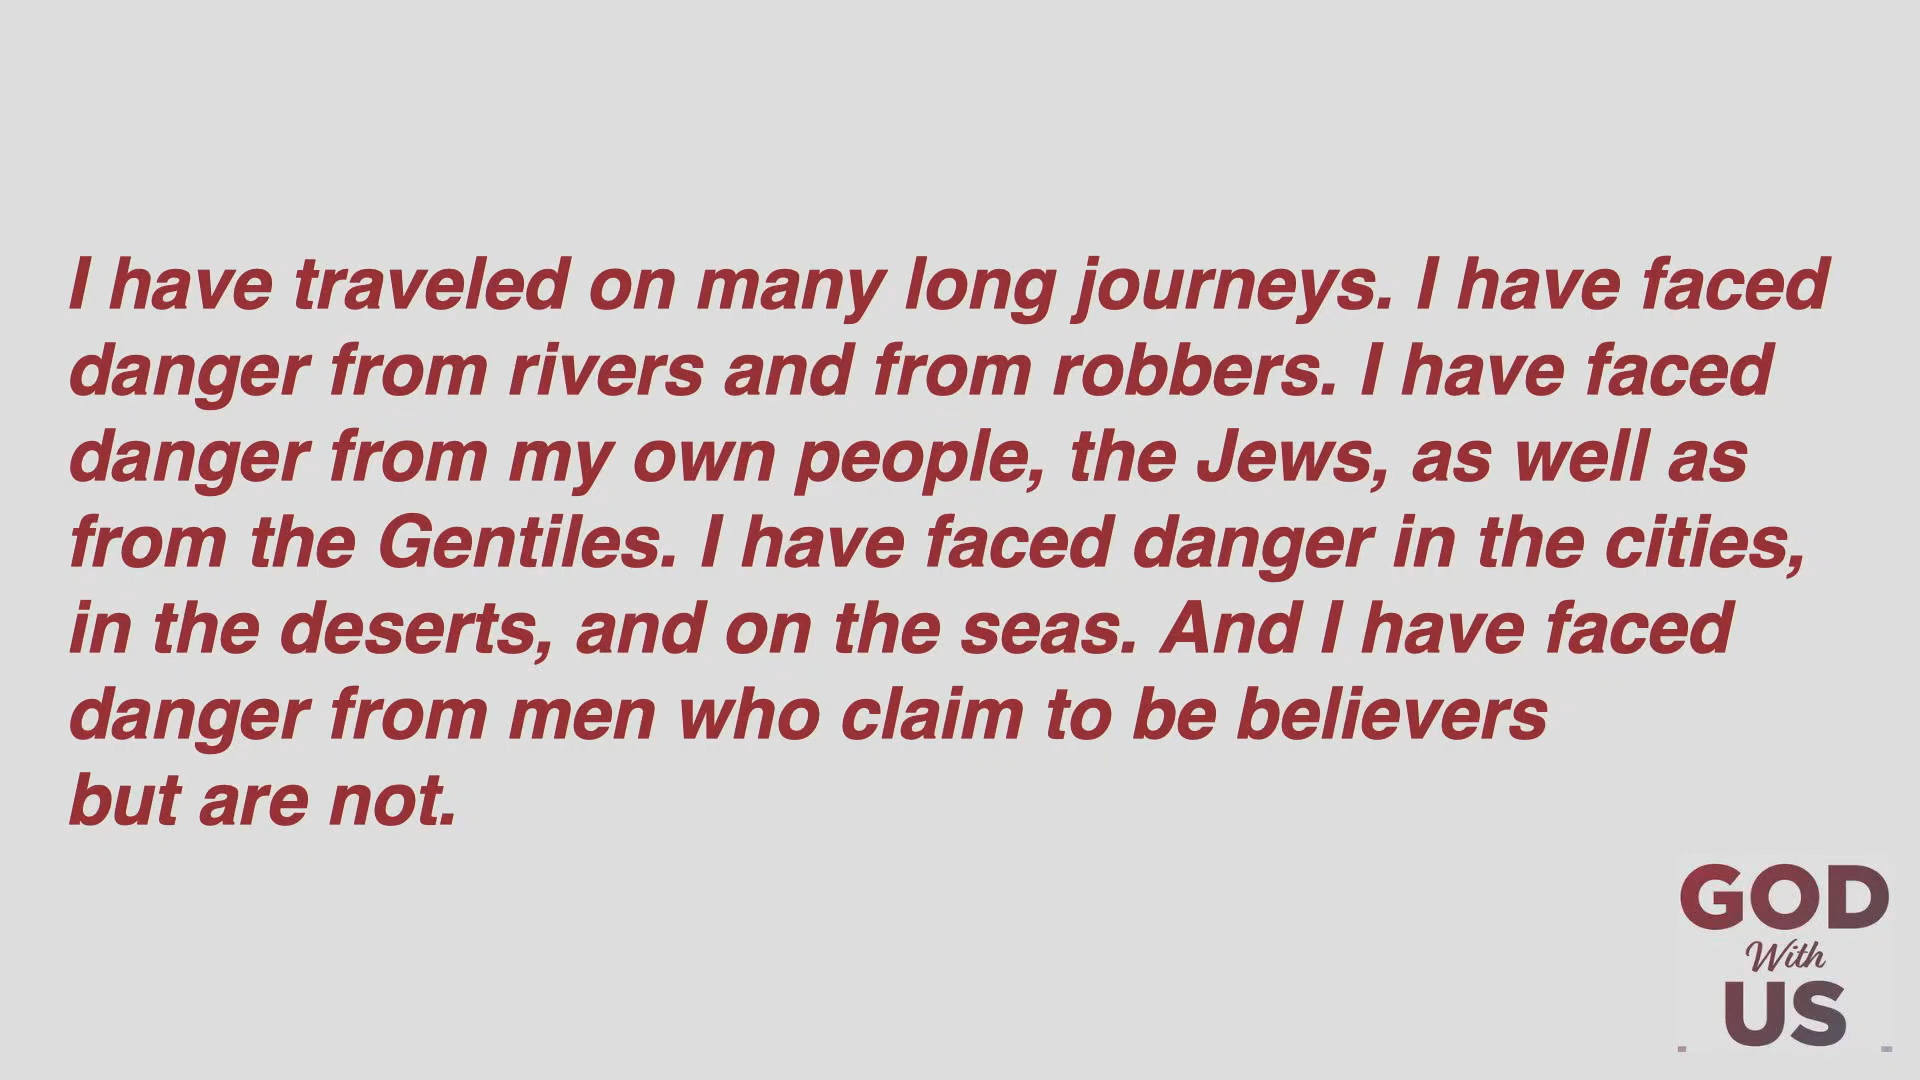 I have traveled on many long journeys. I have faced
danger from rivers and from robbers. I have faced
danger from my own people, the Jews, as well as
from the Gentiles. I have faced danger in the cities,
in the deserts, and on the seas. And I have faced
danger from men who claim to be believers
but are not.
GOD
With
US